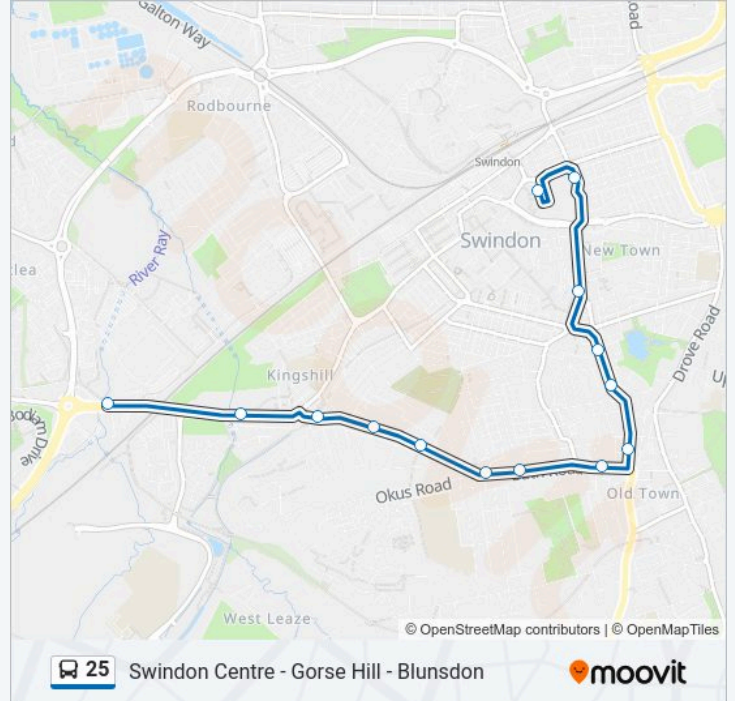 Galton Way
Rodbourne
Swindon
River Ray
Swindon
New Town
Drove Road
Kingshill
Okus Road
Old Town
West Leaze
© OpenStreetMap contributors | © OpenMapTiles
25 Swindon Centre - Gorse Hill - Blunsdon
moovit